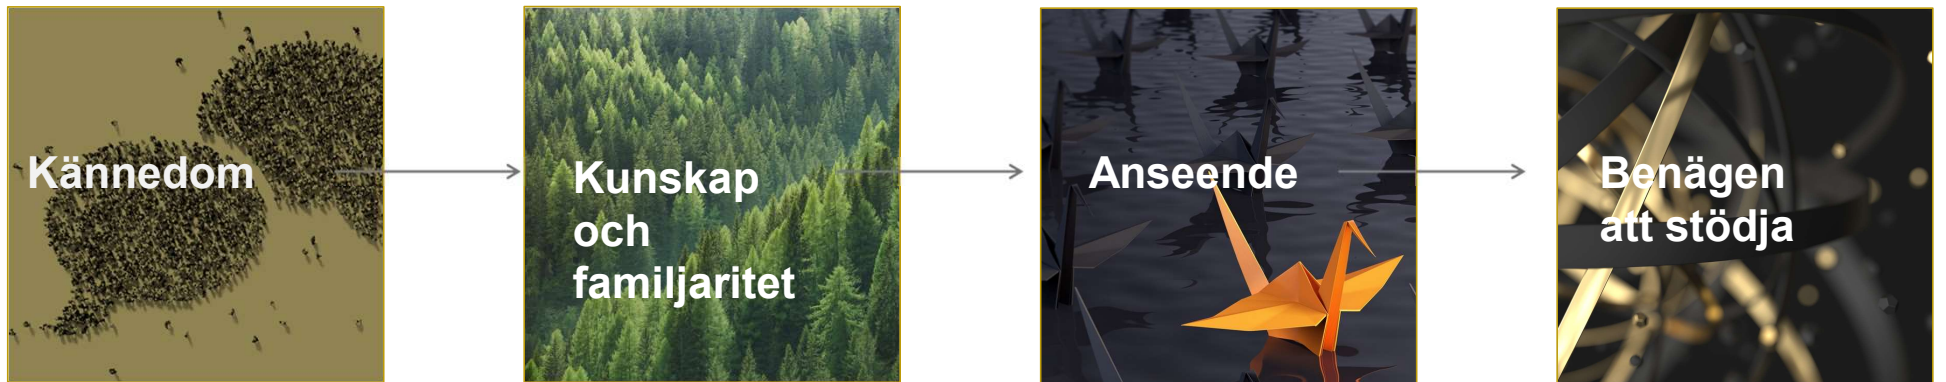 Kännedom
Kunskap
och
familjaritet
Anseende
Benägen
att stödja